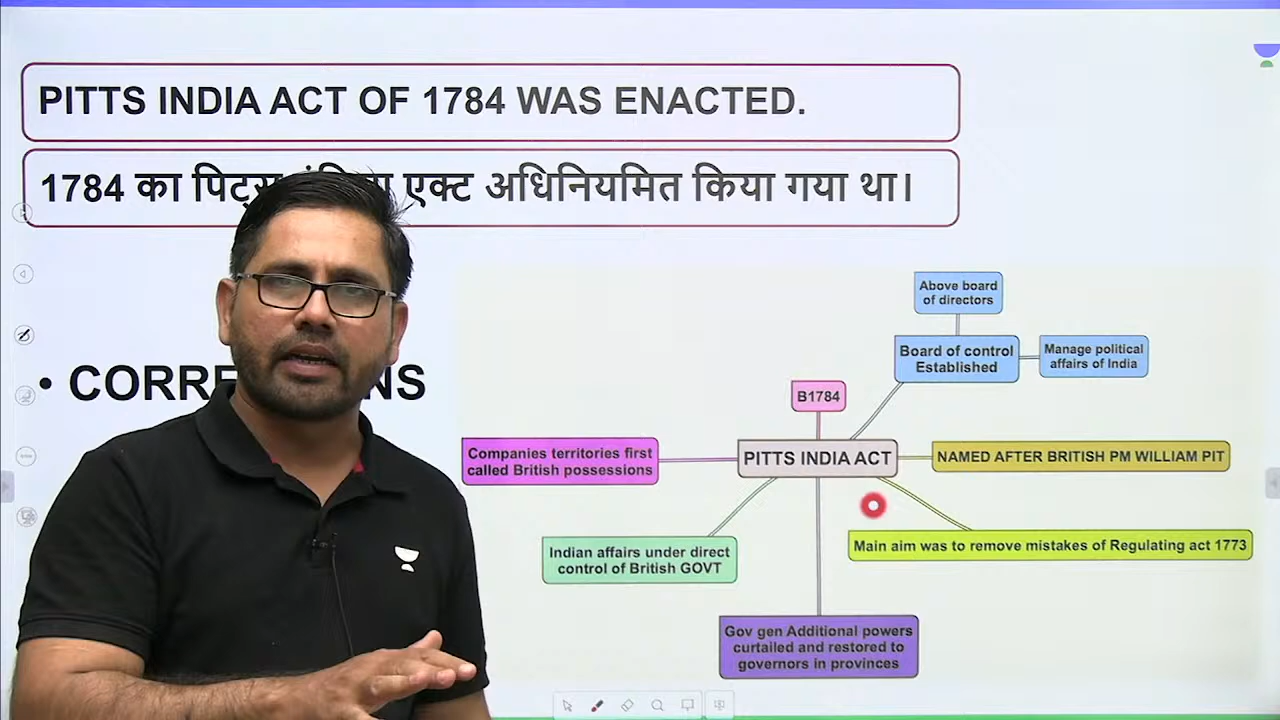 PITTS INDIA ACT OF 1784 WAS ENACTED.
1784 का एक्ट अधिनियमित किया गया था।
Above board
of directors
Board of control
Established
Manage political
affairs of India
B1784
Companies territories first
called British possessions
PITTS INDIA ACT
NAMED AFTER BRITISH PM WILLIAM PIT
Indian affairs under direct
control of British GOVT
Main aim was to remove mistakes of Regulating act 1773
Gov gen Additional powers
curtailed and restored to
governors in provinces